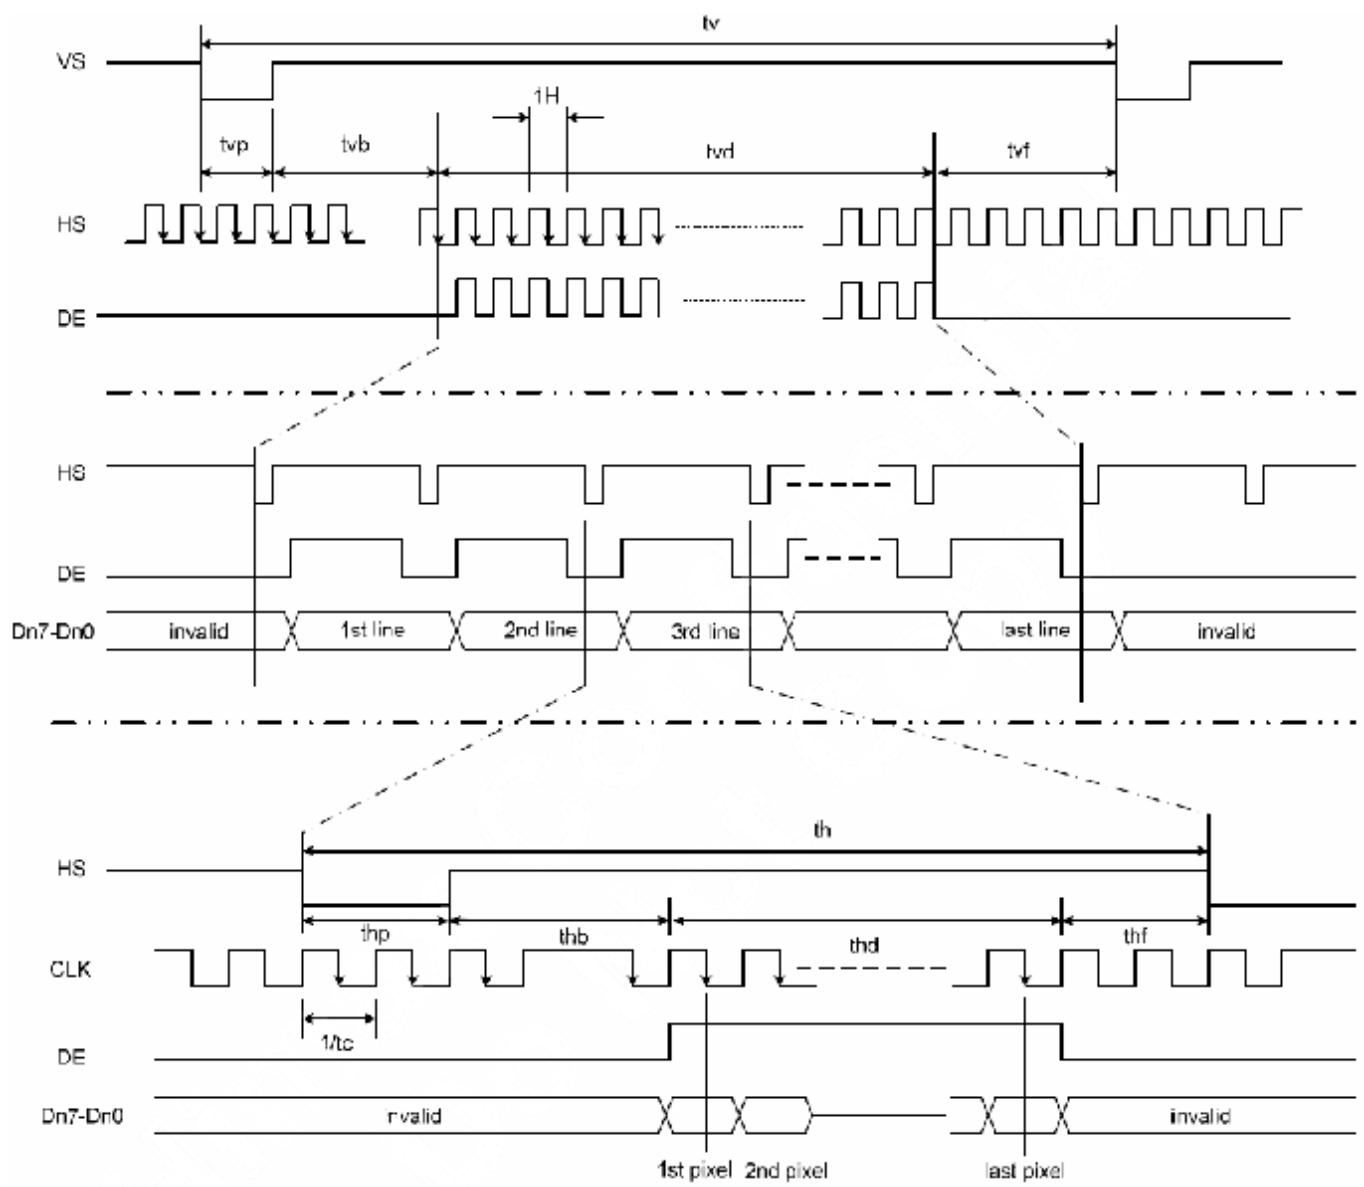 tv
VS
1H
tvp
tvb
tvd
tvf
HS
DE
HS
DE
Dn7-Dn0
invalid
1st line
2nd line
3rd line
last line
invalid
th
HS
thp
thb
thd
thf
CLK
1/tc
DE
Dn7-Dn0
invalid
invalid
1st pixel
2nd pixel
last pixel